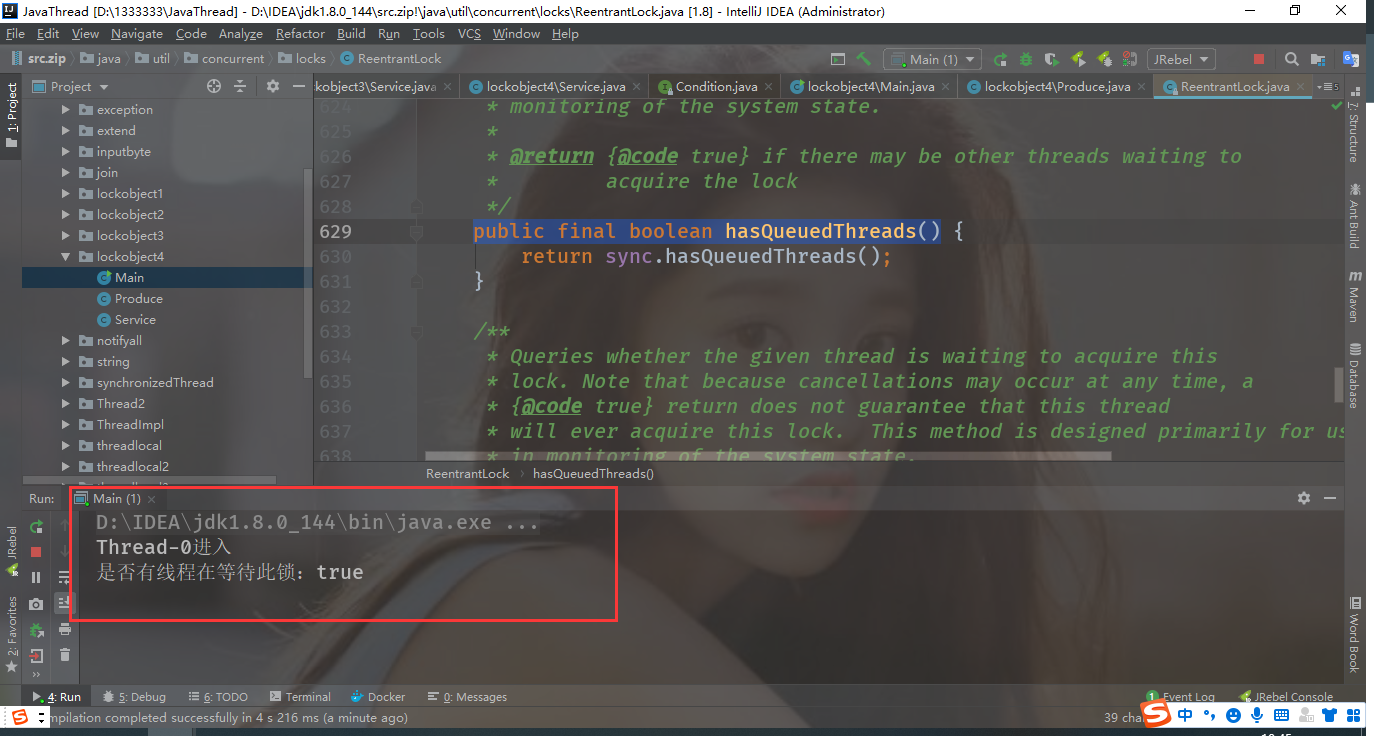 JavaThread [D:\1333333\JavaThread] - D:\IDEA\jdk1.8.0_144\src.zip!\java\util\concurrent\locks\ReentrantLock.java [1.8] - IntelliJ IDEA (Administrator)
File Edit View Navigate Code Analyze Refactor Build Run Tools VCS Window Help
src.zip java util concurrent locks ReentrantLock
Main (1) JRebel
Project
ckobject3\Service.java lockobject4\Service.java Condition.java lockobject4\Main.java lockobject4\Produce.java ReentrantLock.java 5
1: Project
exception
extend
inputbyte
join
lockobject1
lockobject2
lockobject3
lockobject4
Main
Produce
Service
notifyall
string
synchronizedThread
Thread2
ThreadImpl
threadlocal
threadlocal2
624 * monitoring of the system state.
625 *
626 * @return {@code true} if there may be other threads waiting to
627 * acquire the lock
628 */
629 public final boolean hasQueuedThreads() {
630 return sync.hasQueuedThreads();
631 }
632
633 /**
634 * Queries whether the given thread is waiting to acquire this
635 * lock. Note that because cancellations may occur at any time, a
636 * {@code true} return does not guarantee that this thread
637 * will ever acquire this lock. This method is designed primarily for us
638 * in monitoring of the system state.
ReentrantLock hasQueuedThreads()
7: Structure
Ant Build
m Maven
Database
Word Book
Run: Main (1)
D:\IDEA\jdk1.8.0_144\bin\java.exe ...
Thread-0进入
是否有线程在等待此锁：true
JRebel
2: Favorites
4: Run 5: Debug 6: TODO Terminal Docker 0: Messages 1 Event Log JRebel Console
mpilation completed successfully in 4 s 216 ms (a minute ago) 39 cha
中